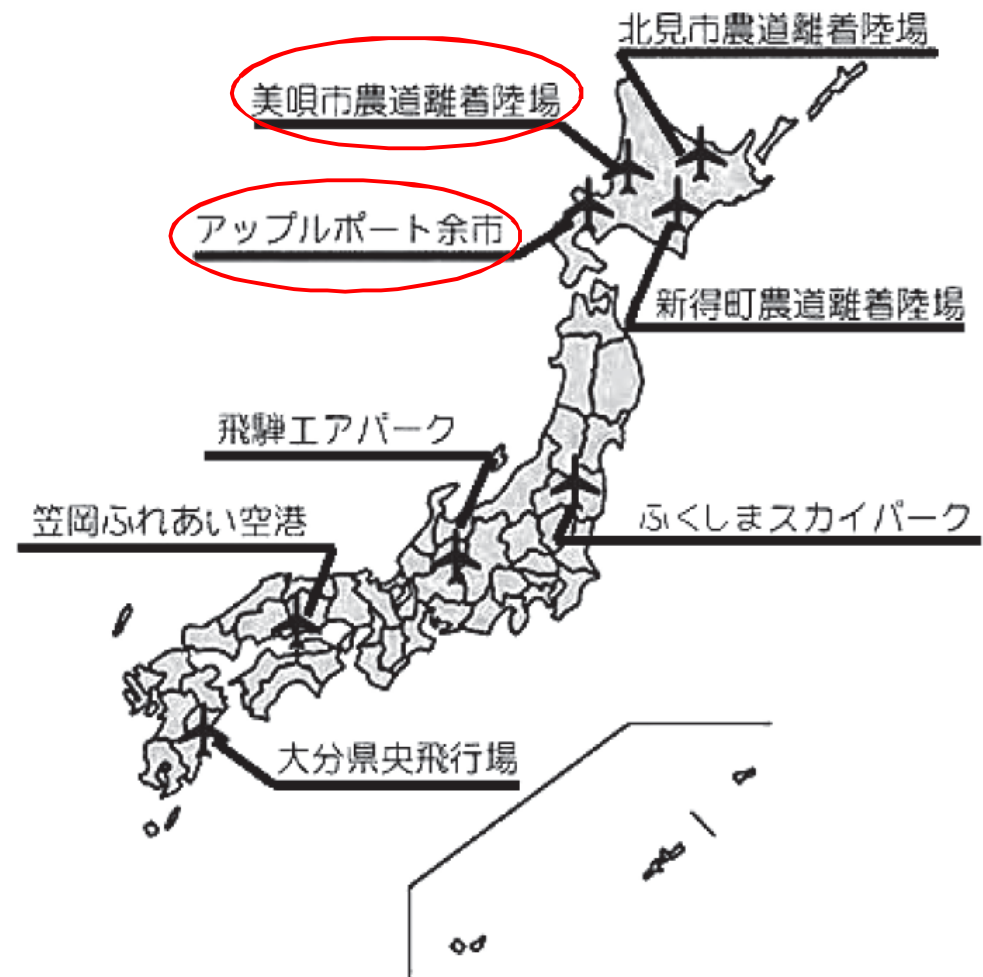 北見市農道離着陸場
美唄市農道離着陸場
アップルポート余市
新得町農道離着陸場
飛騨エアパーク
笠岡ふれあい空港
ふくしまスカイパーク
大分県央飛行場